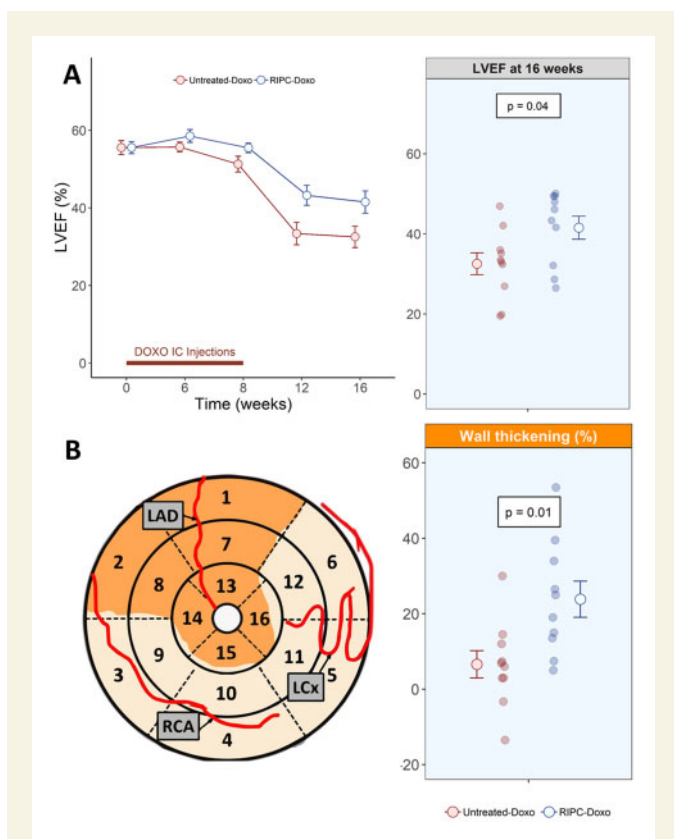 A
Untreated-Doxo RIPC-Doxo
LVEF (%)
60
40
20
0
DOXO IC Injections
0 6 8 12 16
Time (weeks)
LVEF at 16 weeks
p = 0.04
60
40
20
0
B
LAD
1
2
7
6
8
13
12
14
16
9
15
11
3
10
5
LCx
RCA
4
Wall thickening (%)
60
p = 0.01
40
20
0
-20
Untreated-Doxo RIPC-Doxo